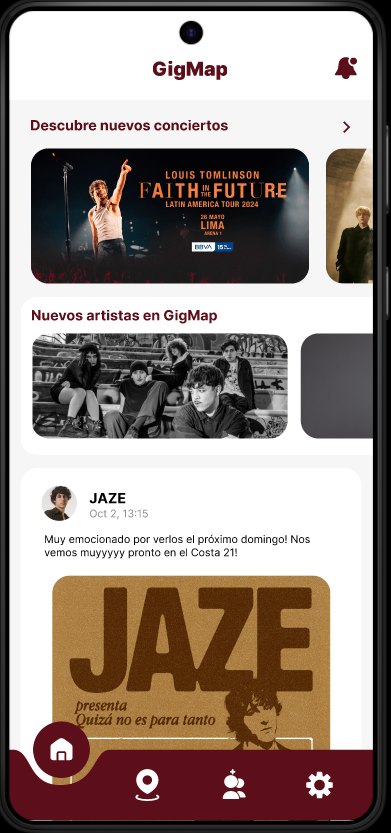 GigMap
Descubre nuevos conciertos
LOUIS TOMLINSON
FAITH IN THE FUTURE
LATIN AMERICA TOUR 2024
26 MAYO
LIMA
ARENA 1
BBVA
Nuevos artistas en GigMap
JAZE
Oct 2, 13:15
Muy emocionado por verlos el próximo domingo! Nos
vemos muyyyyy pronto en el Costa 21!
JAZE
presenta
Quizá no es para tanto